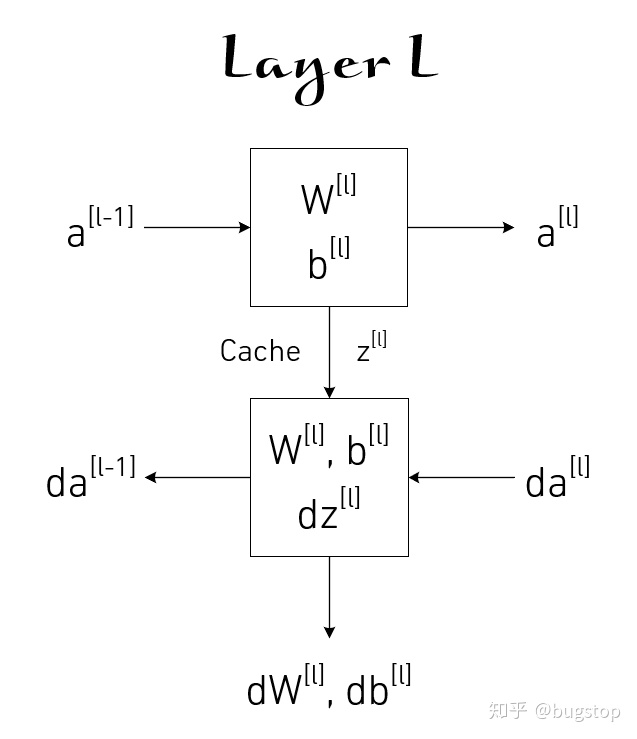 Layer L
a[l-1]
W[l]
b[l]
a[l]
Cache z[l]
da[l-1]
W[l], b[l]
dz[l]
da[l]
dW[l], db[l]
知乎 @bugstop